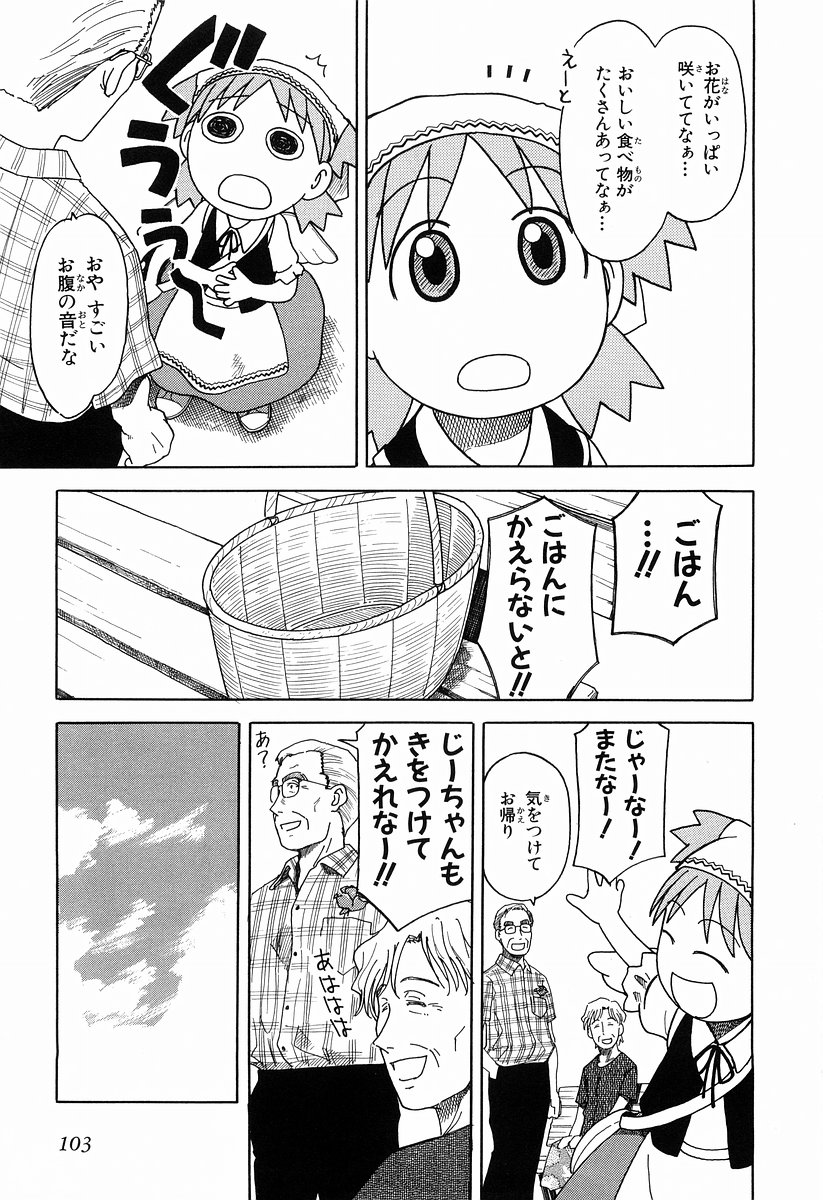 お花がいっぱい
咲いててなぁ…
おいしい食べ物が
たくさんあってなぁ…
えーと
ぐぅぅぅ〜
おや すごい
お腹の音だな
ごはん
…!!
ごはんに
かえらないと!!
じゃーなー!
またなー!
気をつけて
お帰り
じーちゃんも
きをつけて
かえれなー!!
あ?
あははは
103